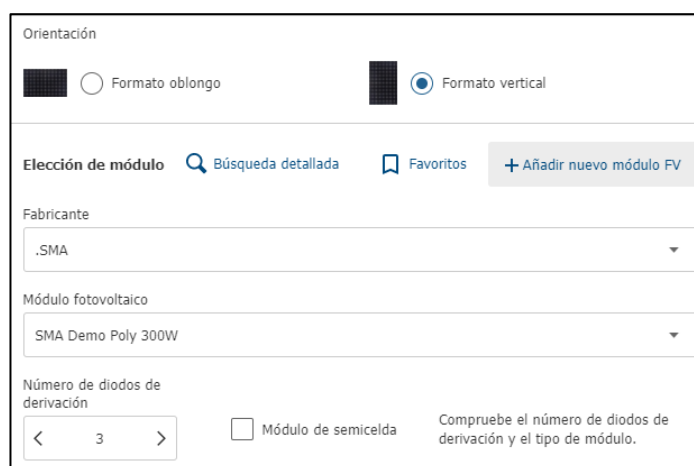 Orientación
Formato oblongo
Formato vertical
Elección de módulo
Búsqueda detallada
Favoritos
+ Añadir nuevo módulo FV
Fabricante
.SMA
Módulo fotovoltaico
SMA Demo Poly 300W
Número de diodos de
derivación
3
Módulo de semicelda
Compruebe el número de diodos de
derivación y el tipo de módulo.